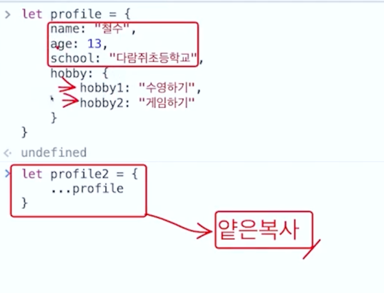 let profile = {
name: "철수",
age: 13,
school: "다람쥐초등학교",
hobby: {
hobby1: "수영하기",
hobby2: "게임하기"
}
}
undefined
let profile2 = {
...profile
}
얕은복사